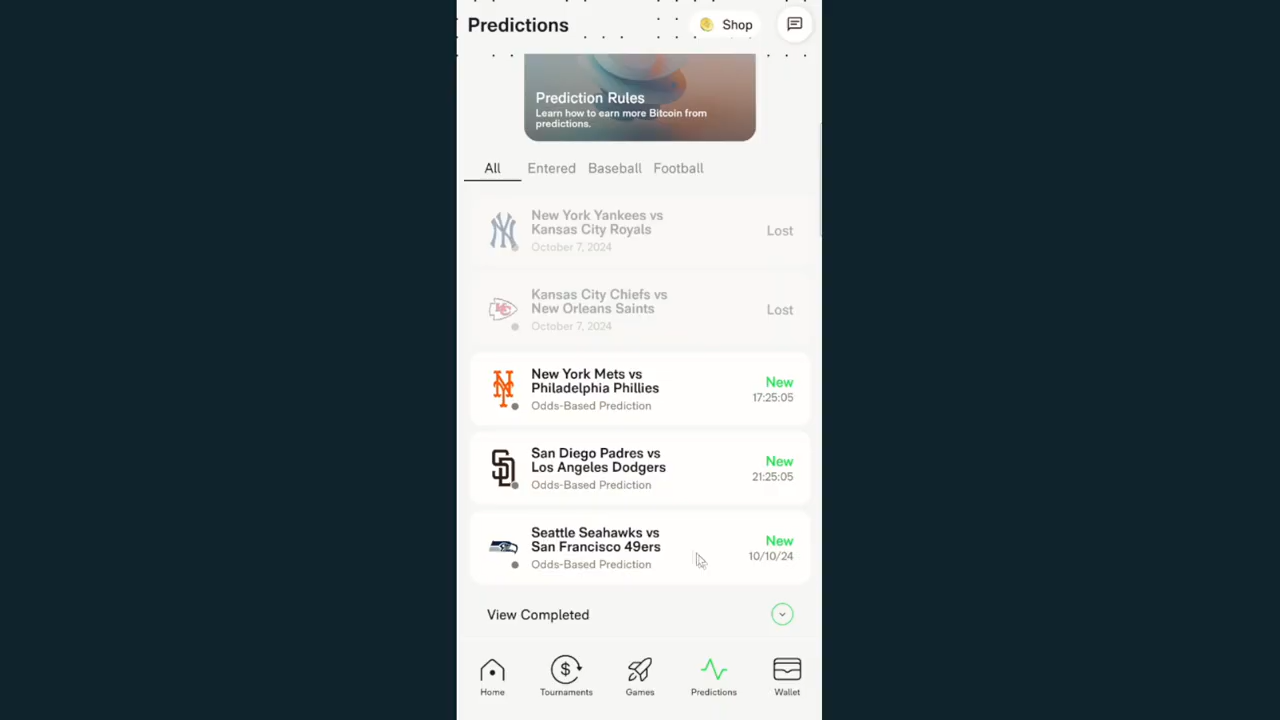 Predictions
Shop
Prediction Rules
Learn how to earn more Bitcoin from
predictions.
All Entered Baseball Football
New York Yankees vs
Kansas City Royals
October 7, 2024
Lost
Kansas City Chiefs vs
New Orleans Saints
October 7, 2024
Lost
New York Mets vs
Philadelphia Phillies
Odds-Based Prediction
New
17:25:05
San Diego Padres vs
Los Angeles Dodgers
Odds-Based Prediction
New
21:25:05
Seattle Seahawks vs
San Francisco 49ers
Odds-Based Prediction
New
10/10/24
View Completed
Home Tournaments Games Predictions Wallet